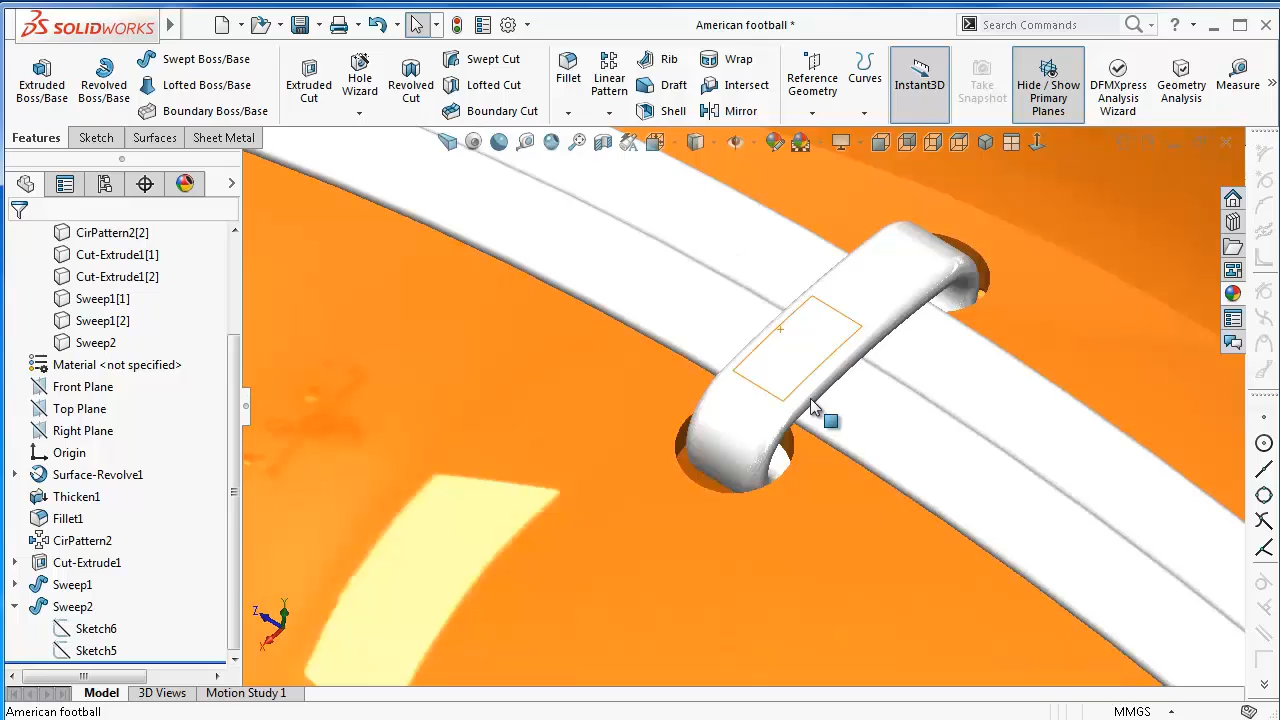 SOLIDWORKS
American football *
Search Commands
?
Extruded Boss/Base
Revolved Boss/Base
Swept Boss/Base
Lofted Boss/Base
Boundary Boss/Base
Extruded Cut
Hole Wizard
Revolved Cut
Swept Cut
Lofted Cut
Boundary Cut
Fillet
Linear Pattern
Rib
Draft
Shell
Wrap
Intersect
Mirror
Reference Geometry
Curves
Instant3D
Take Snapshot
Hide / Show Primary Planes
DFMXpress Analysis Wizard
Geometry Analysis
Measure
Features
Sketch
Surfaces
Sheet Metal
CirPattern2[2]
Cut-Extrude1[1]
Cut-Extrude1[2]
Sweep1[1]
Sweep1[2]
Sweep2
Material <not specified>
Front Plane
Top Plane
Right Plane
Origin
Surface-Revolve1
Thicken1
Fillet1
CirPattern2
Cut-Extrude1
Sweep1
Sweep2
Sketch6
Sketch5
Y
Z
X
Model
3D Views
Motion Study 1
American football
MMGS